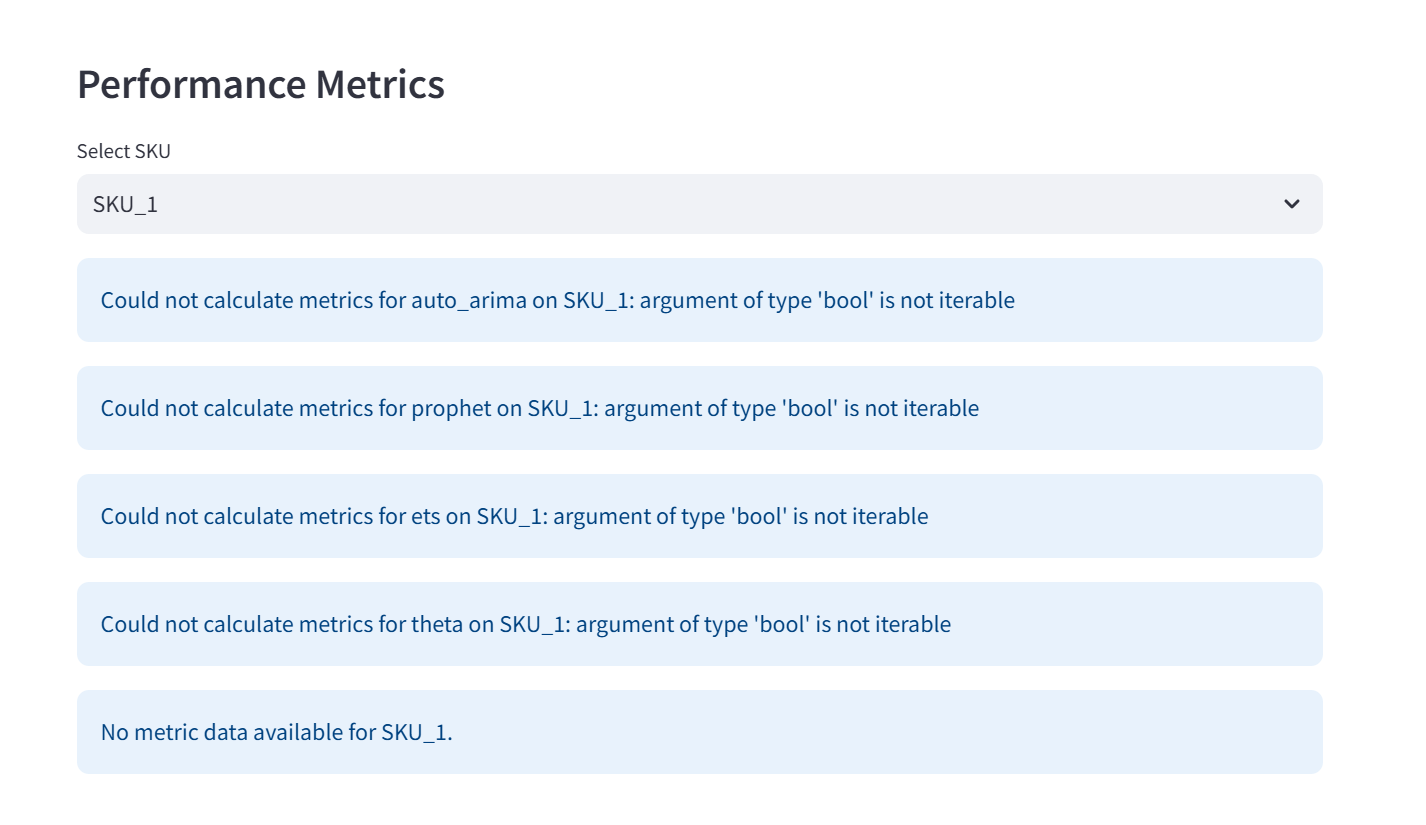 Performance Metrics
Select SKU
SKU_1
Could not calculate metrics for auto_arima on SKU_1: argument of type 'bool' is not iterable
Could not calculate metrics for prophet on SKU_1: argument of type 'bool' is not iterable
Could not calculate metrics for ets on SKU_1: argument of type 'bool' is not iterable
Could not calculate metrics for theta on SKU_1: argument of type 'bool' is not iterable
No metric data available for SKU_1.